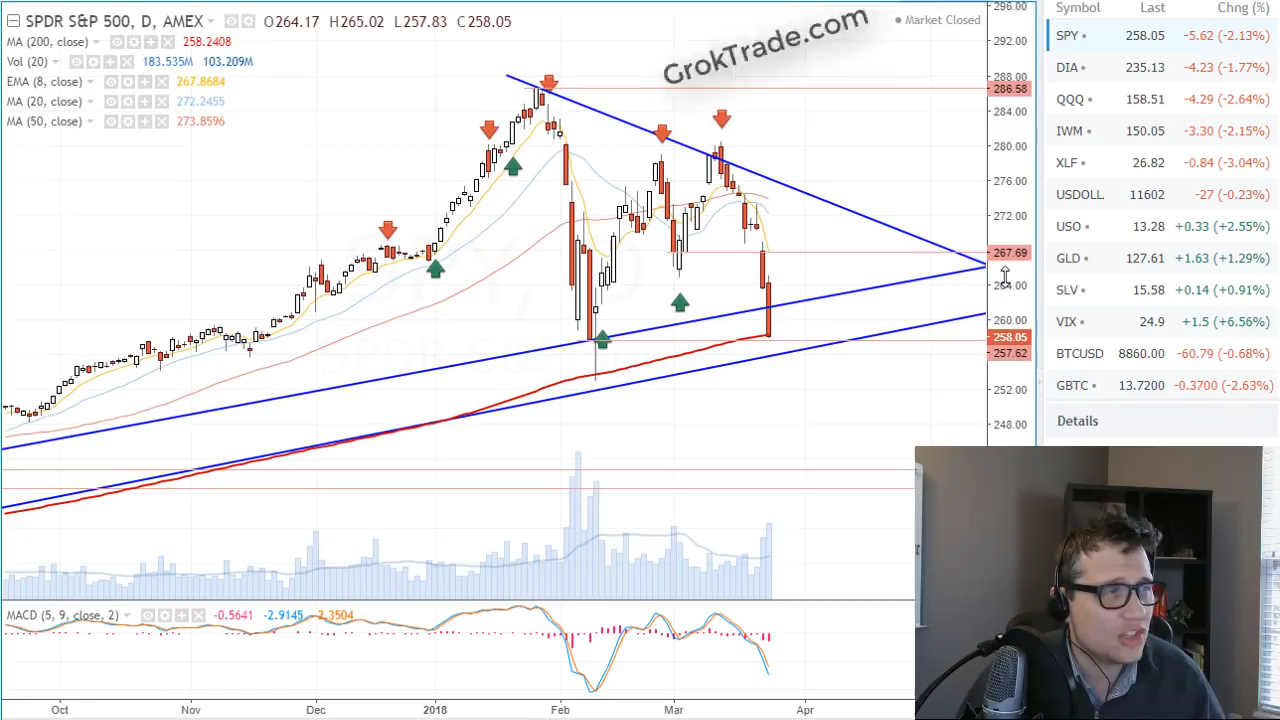 SPDR S&P 500, D, AMEX O264.17 H265.02 L257.83 C258.05
MA (200, close) 258.2408
Vol (20) 183.535M 103.209M
EMA (8, close) 267.8684
MA (20, close) 272.2455
MA (50, close) 273.8596
GrokTrade.com
Market Closed
296.00
292.00
288.00
286.58
284.00
280.00
276.00
272.00
267.69
264.00
260.00
258.05
257.62
252.00
248.00
MACD (5, 9, close, 2) -0.5641 -2.9145 -2.3504
Oct Nov Dec 2018 Feb Mar Apr
Symbol Last Chng (%)
SPY 258.05 -5.62 (-2.13%)
DIA 235.13 -4.23 (-1.77%)
QQQ 158.51 -4.29 (-2.64%)
IWM 150.05 -3.30 (-2.15%)
XLF 26.82 -0.84 (-3.04%)
USDOLL 11602 -27 (-0.23%)
USO 13.28 +0.33 (+2.55%)
GLD 127.61 +1.63 (+1.29%)
SLV 15.58 +0.14 (+0.91%)
VIX 24.9 +1.5 (+6.56%)
BTCUSD 8860.00 -60.79 (-0.68%)
GBTC 13.7200 -0.3700 (-2.63%)
Details